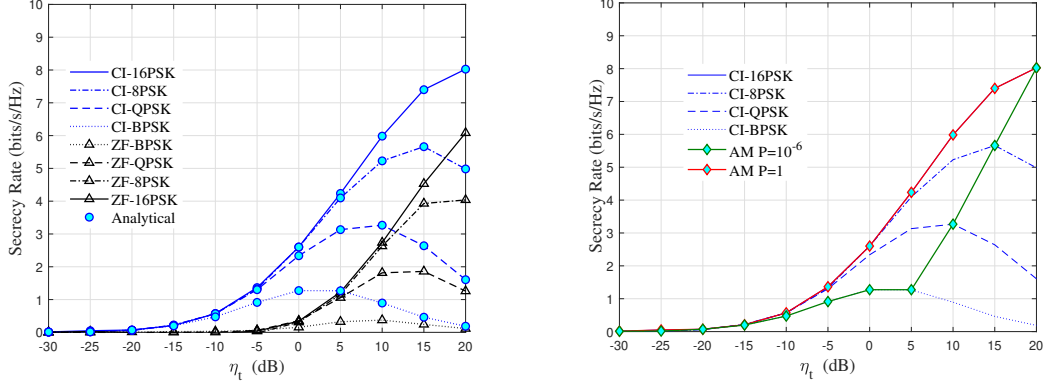 10
9
8
7
6
5
4
3
2
1
0
Secrecy Rate (bits/s/Hz)
CI-16PSK
CI-8PSK
CI-QPSK
CI-BPSK
ZF-BPSK
ZF-QPSK
ZF-8PSK
ZF-16PSK
Analytical
-30 -25 -20 -15 -10 -5 0 5 10 15 20
ηt (dB)
10
9
8
7
6
5
4
3
2
1
0
Secrecy Rate (bits/s/Hz)
CI-16PSK
CI-8PSK
CI-QPSK
CI-BPSK
AM P=10⁻⁶
AM P=1
-30 -25 -20 -15 -10 -5 0 5 10 15 20
ηt (dB)